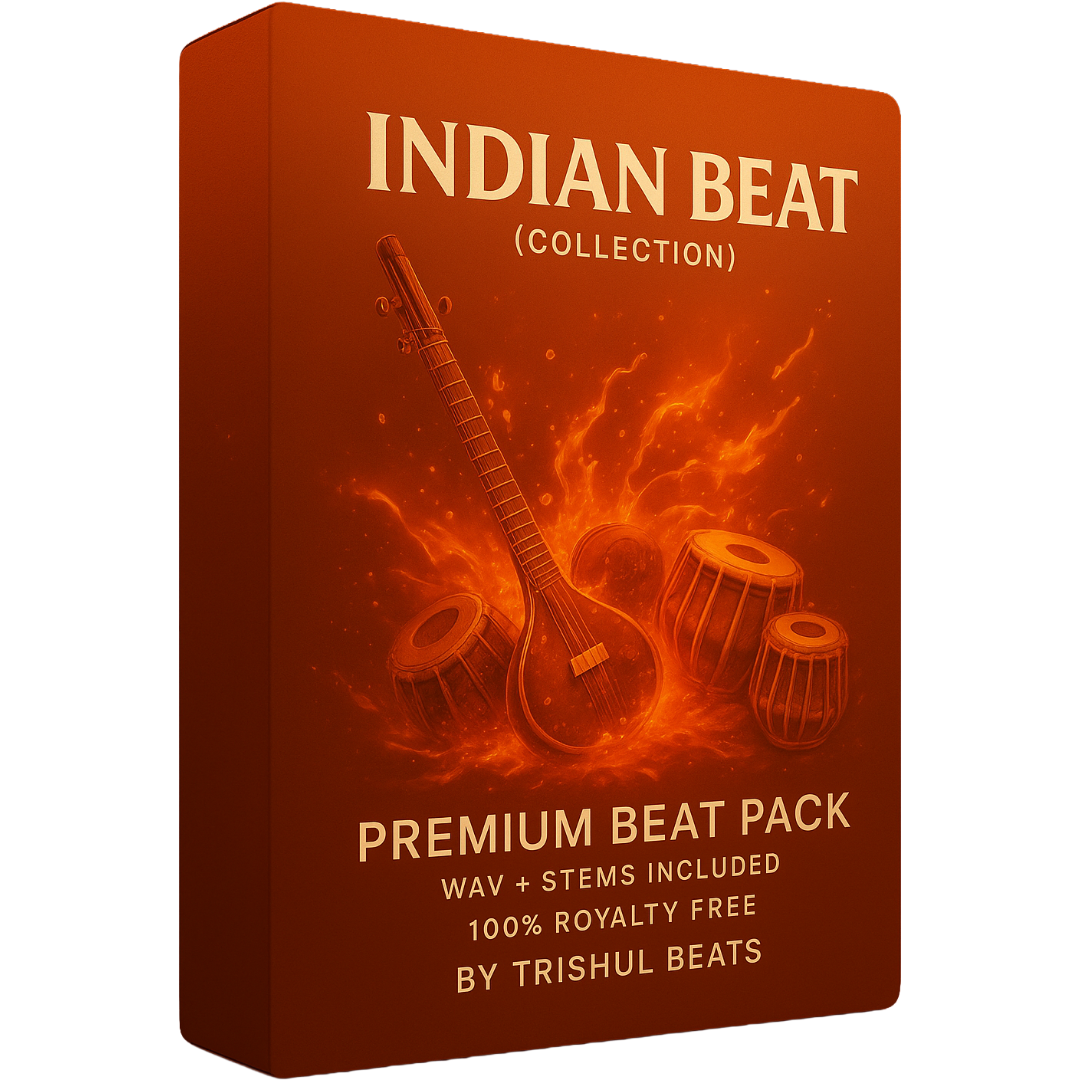 INDIAN BEAT
(COLLECTION)
PREMIUM BEAT PACK
WAV + STEMS INCLUDED
100% ROYALTY FREE
BY TRISHUL BEATS